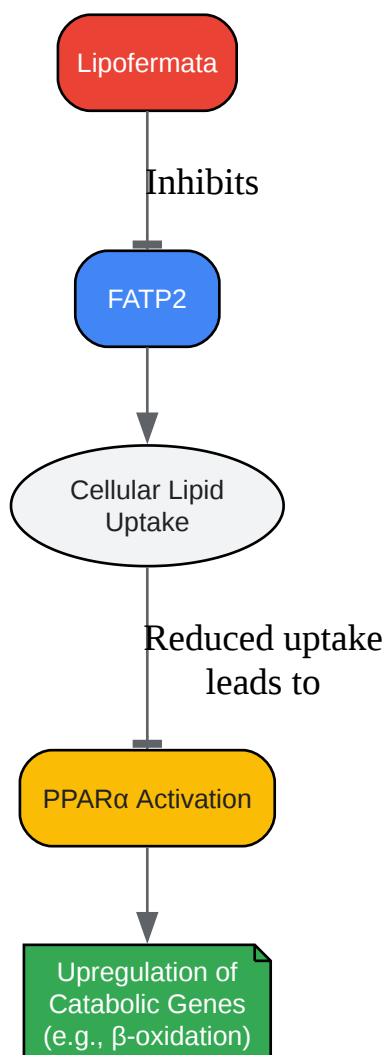 Lipofermata
Inhibits
FATP2
Cellular Lipid
Uptake
Reduced uptake
leads to
PPARα Activation
Upregulation of
Catabolic Genes
(e.g., β-oxidation)